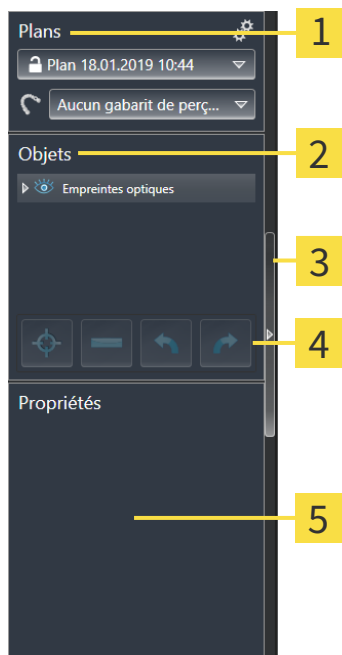 Plans
1
Plan 18.01.2019 10:44
Aucun gabarit de perç...
Objets
2
Empreintes optiques
3
4
Propriétés
5